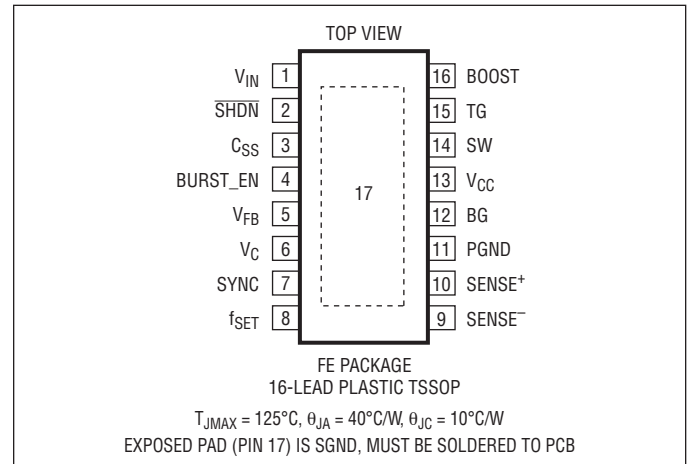 TOP VIEW
V_IN 1 16 BOOST
SHDN 2 15 TG
C_SS 3 14 SW
BURST_EN 4 13 V_CC
17
V_FB 5 12 BG
V_C 6 11 PGND
SYNC 7 10 SENSE⁺
f_SET 8 9 SENSE⁻
FE PACKAGE
16-LEAD PLASTIC TSSOP
T_JMAX = 125°C, θ_JA = 40°C/W, θ_JC = 10°C/W
EXPOSED PAD (PIN 17) IS SGND, MUST BE SOLDERED TO PCB